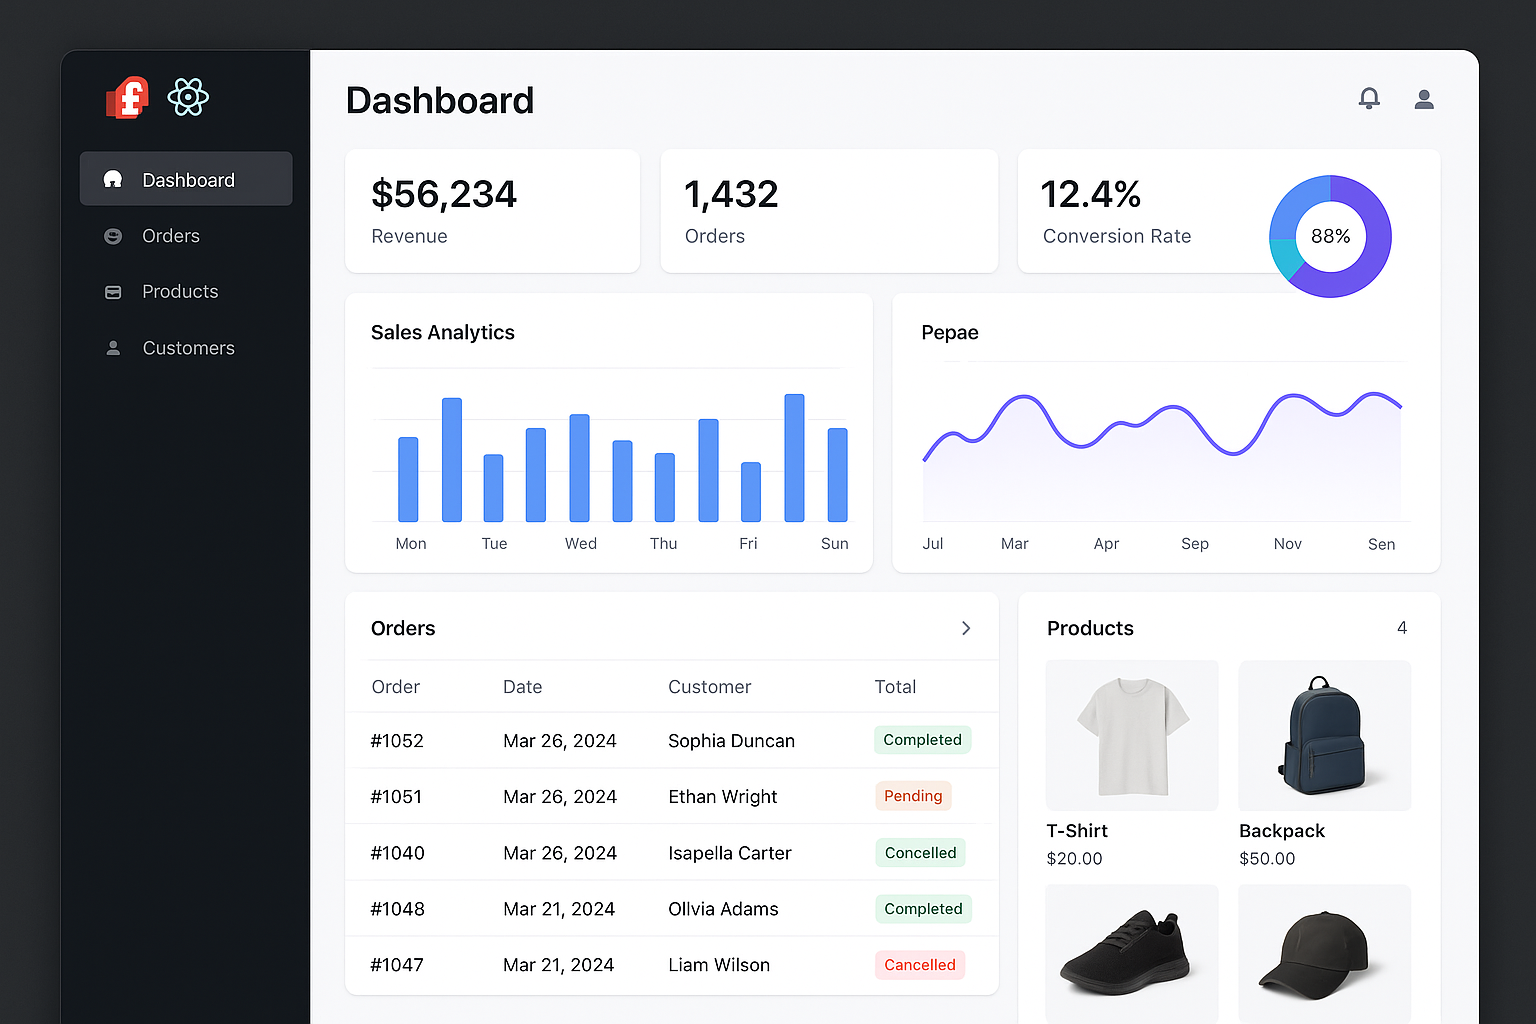 £
Dashboard
Dashboard
Orders
Products
Customers
$56,234
Revenue
1,432
Orders
12.4%
Conversion Rate
88%
Sales Analytics
Mon Tue Wed Thu Fri Sun
Pepae
Jul Mar Apr Sep Nov Sen
Orders
Order Date Customer Total
#1052 Mar 26, 2024 Sophia Duncan Completed
#1051 Mar 26, 2024 Ethan Wright Pending
#1040 Mar 26, 2024 Isapella Carter Concelled
#1048 Mar 21, 2024 Ollvia Adams Completed
#1047 Mar 21, 2024 Liam Wilson Cancelled
Products 4
T-Shirt Backpack
$20.00 $50.00